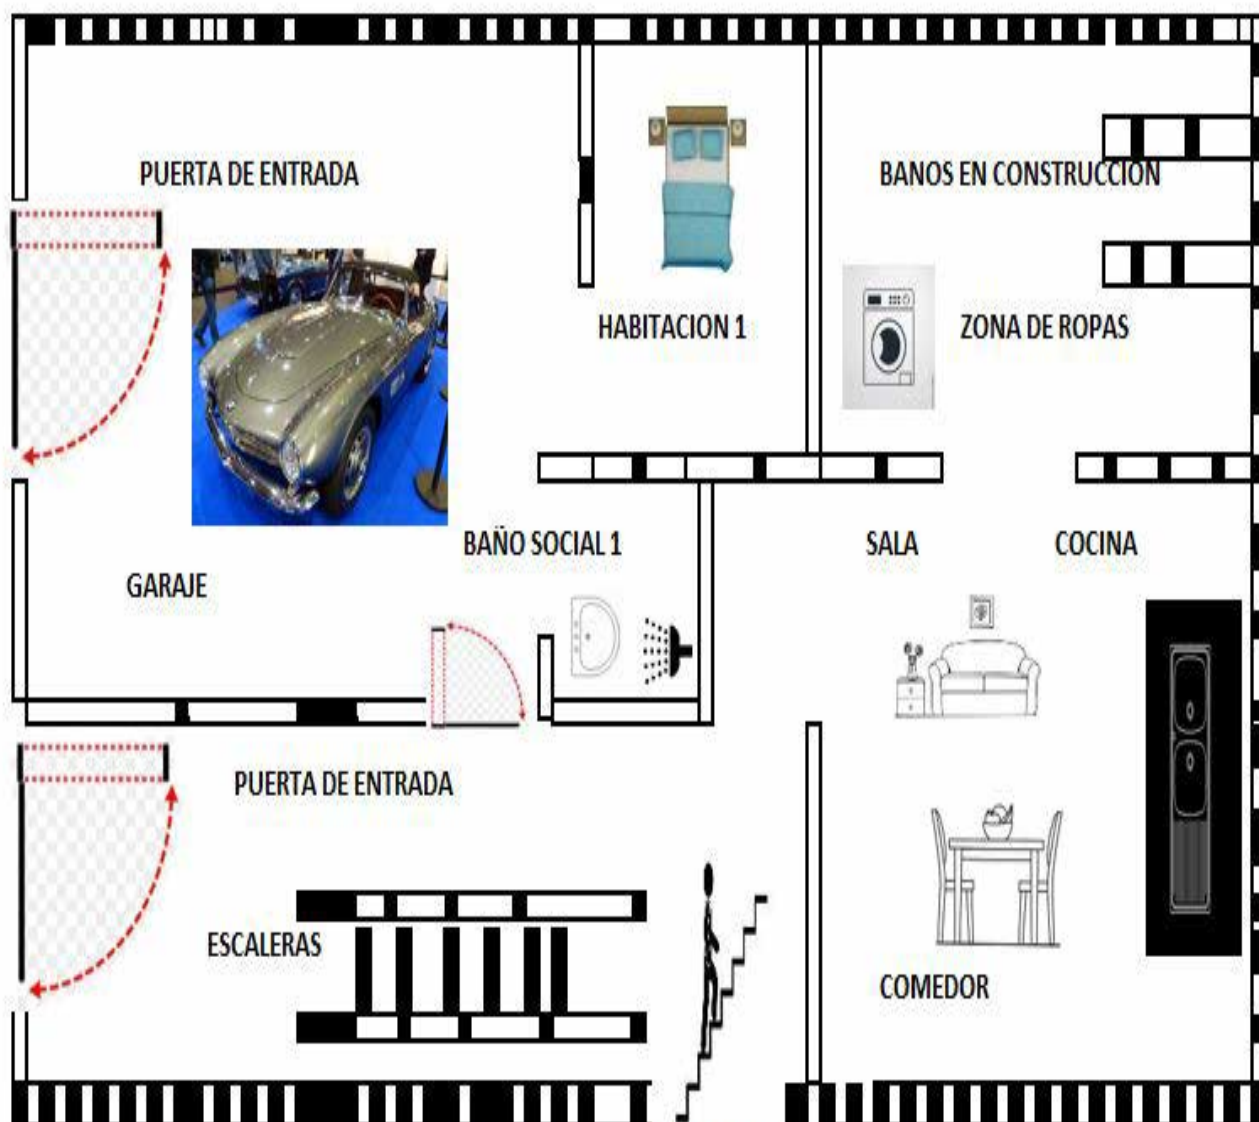 PUERTA DE ENTRADA
BANOS EN CONSTRUCCION
HABITACION 1
ZONA DE ROPAS
BAÑO SOCIAL 1
SALA
COCINA
GARAJE
PUERTA DE ENTRADA
ESCALERAS
COMEDOR